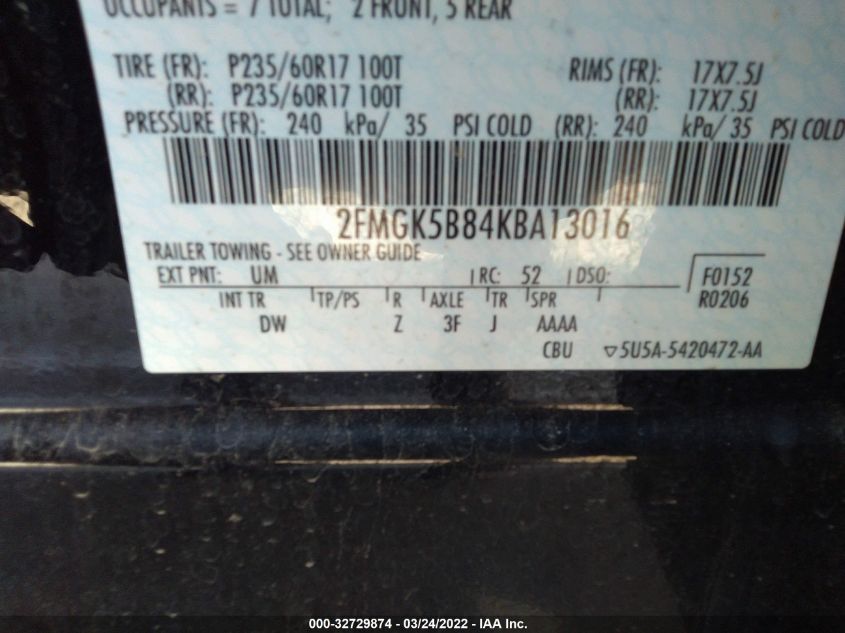 OCCUPANTS = 7 TOTAL; 2 FRONT, 5 REAR
TIRE (FR): P235/60R17 100T RIMS (FR): 17X7.5J
(RR): P235/60R17 100T (RR): 17X7.5J
PRESSURE (FR): 240 kPa/ 35 PSI COLD (RR): 240 kPa/ 35 PSI COLD
2FMGK5B84KBA13016
TRAILER TOWING - SEE OWNER GUIDE
EXT PNT: UM RC: 52 DSO: F0152
INT TR TP/PS R AXLE TR SPR R0206
DW Z 3F J AAAA
CBU ▽5U5A-5420472-AA
000-32729874 - 03/24/2022 - IAA Inc.